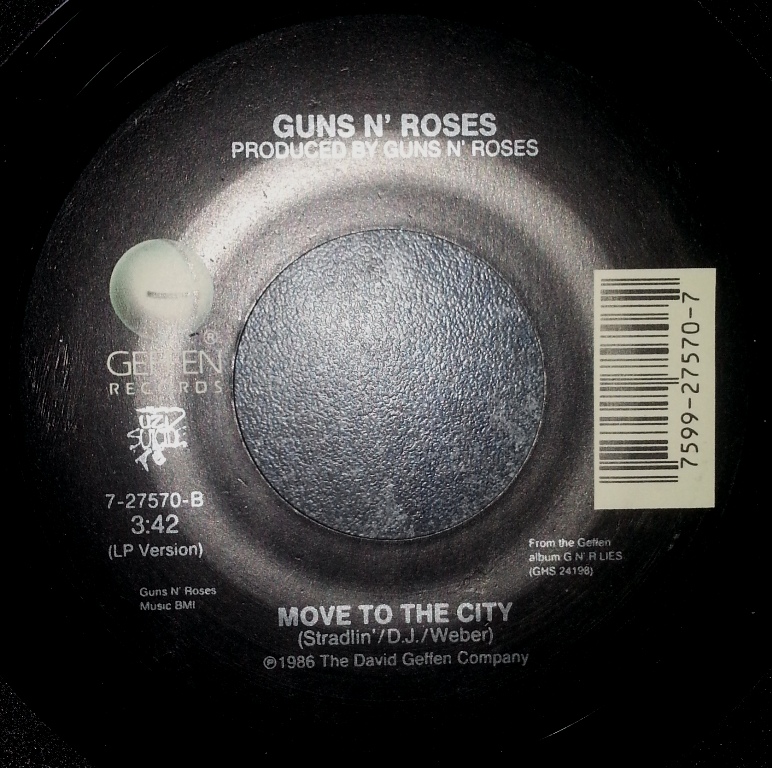 GUNS N' ROSES
PRODUCED BY GUNS N' ROSES
®
GEFFEN
RECORDS
UZI
SUICIDE
7-27570-B
3:42
(LP Version)
Guns N' Roses
Music BMI
7599-27570-7
From the Geffen
album G N' R LIES
(GHS 24198)
MOVE TO THE CITY
(Stradlin'/D.J./Weber)
℗1986 The David Geffen Company